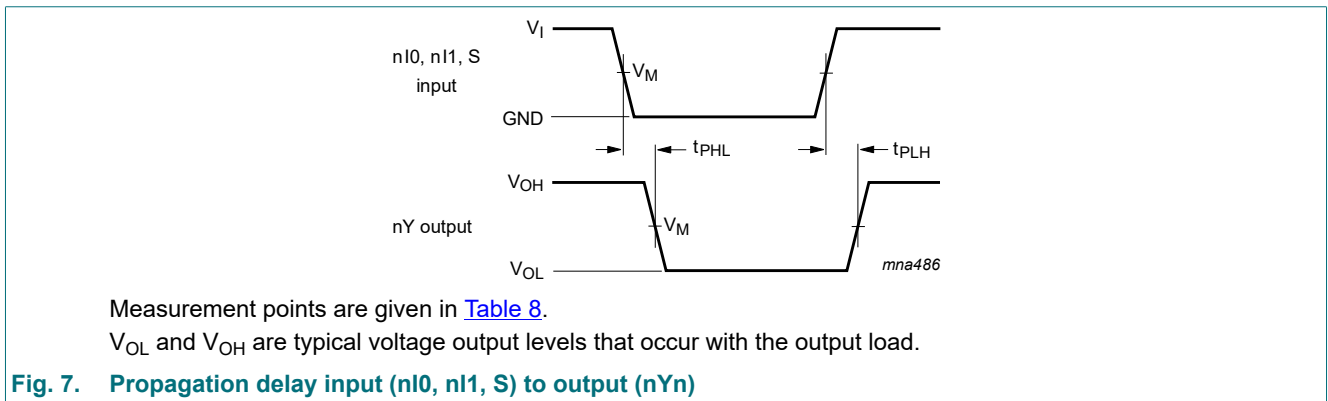 VI
nI0, nI1, S
input
VM
GND
tPHL
tPLH
VOH
nY output
VM
VOL
mna486
Measurement points are given in Table 8.
VOL and VOH are typical voltage output levels that occur with the output load.
Fig. 7. Propagation delay input (nI0, nI1, S) to output (nYn)